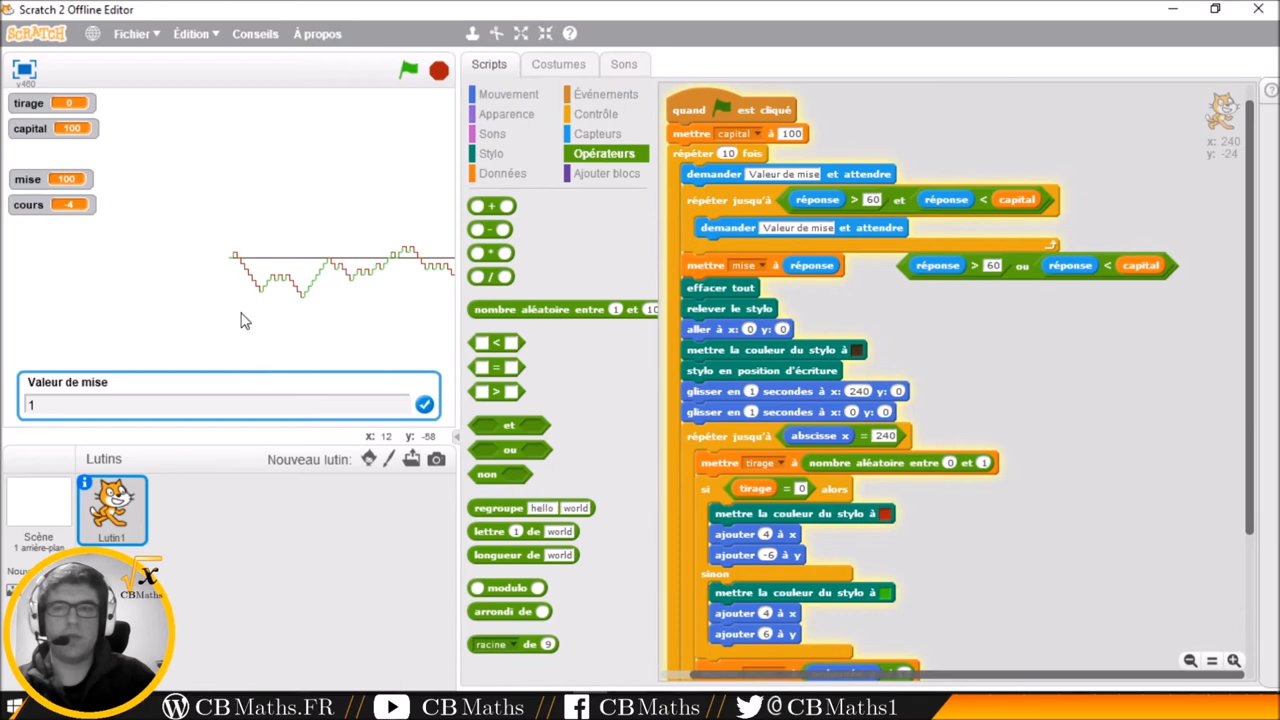 Scratch 2 Offline Editor
SCRATCH
Fichier
Édition
Conseils
À propos
v460
tirage 0
capital 100
mise 100
cours -4
Valeur de mise
1
x: 12 y: -58
Lutins
Nouveau lutin:
Scène
1 arrière-plan
Lutin1
√x
CBMaths
Scripts
Costumes
Sons
Mouvement
Événements
Apparence
Contrôle
Sons
Capteurs
Stylo
Opérateurs
Données
Ajouter blocs
+
-
*
/
nombre aléatoire entre 1 et 10
<
=
>
et
ou
non
regroupe hello world
lettre 1 de world
longueur de world
modulo
arrondi de
racine de 9
quand est cliqué
mettre capital à 100
répéter 10 fois
demander Valeur de mise et attendre
répéter jusqu'à réponse > 60 et réponse < capital
demander Valeur de mise et attendre
mettre mise à réponse
réponse > 60 ou réponse < capital
effacer tout
relever le stylo
aller à x: 0 y: 0
mettre la couleur du stylo à
stylo en position d'écriture
glisser en 1 secondes à x: 240 y: 0
glisser en 1 secondes à x: 0 y: 0
répéter jusqu'à abscisse x = 240
mettre tirage à nombre aléatoire entre 0 et 1
si tirage = 0 alors
mettre la couleur du stylo à
ajouter 4 à x
ajouter -6 à y
sinon
mettre la couleur du stylo à
ajouter 4 à x
ajouter 6 à y
x: 240
y: -24
CBMaths.FR
CBMaths
CBMaths
@CBMaths1